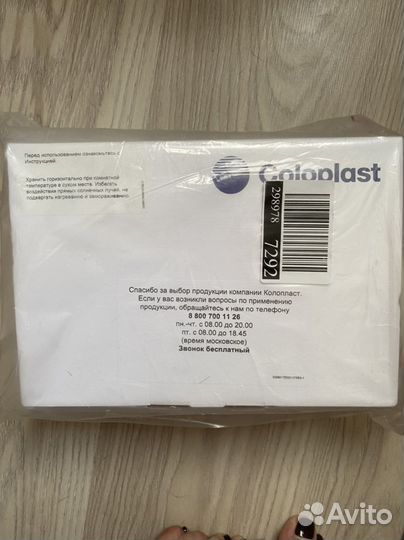 Перед использованием ознакомьтесь с
Инструкцией.
Хранить горизонтально при комнатной
температуре в сухом месте. Избегать
воздействия прямых солнечных лучей, не
подвергать нагреванию и замораживанию.
Coloplast
298978
7292
Спасибо за выбор продукции компании Колопласт.
Если у вас возникли вопросы по применению
продукции, обращайтесь к нам по телефону
8 800 700 11 26
пн.-чт. с 08.00 до 20.00
пт. с 08.00 до 18.45
(время московское)
Звонок бесплатный
Avito